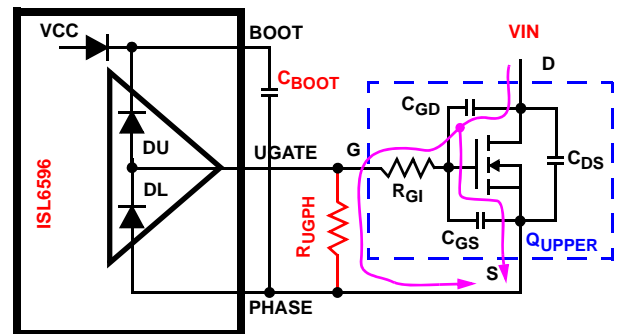 VCC
BOOT
VIN
D
CBOOT
CGD
DU
UGATE
G
CDS
DL
RGI
ISL6596
RUGPH
CGS
QUPPER
S
PHASE